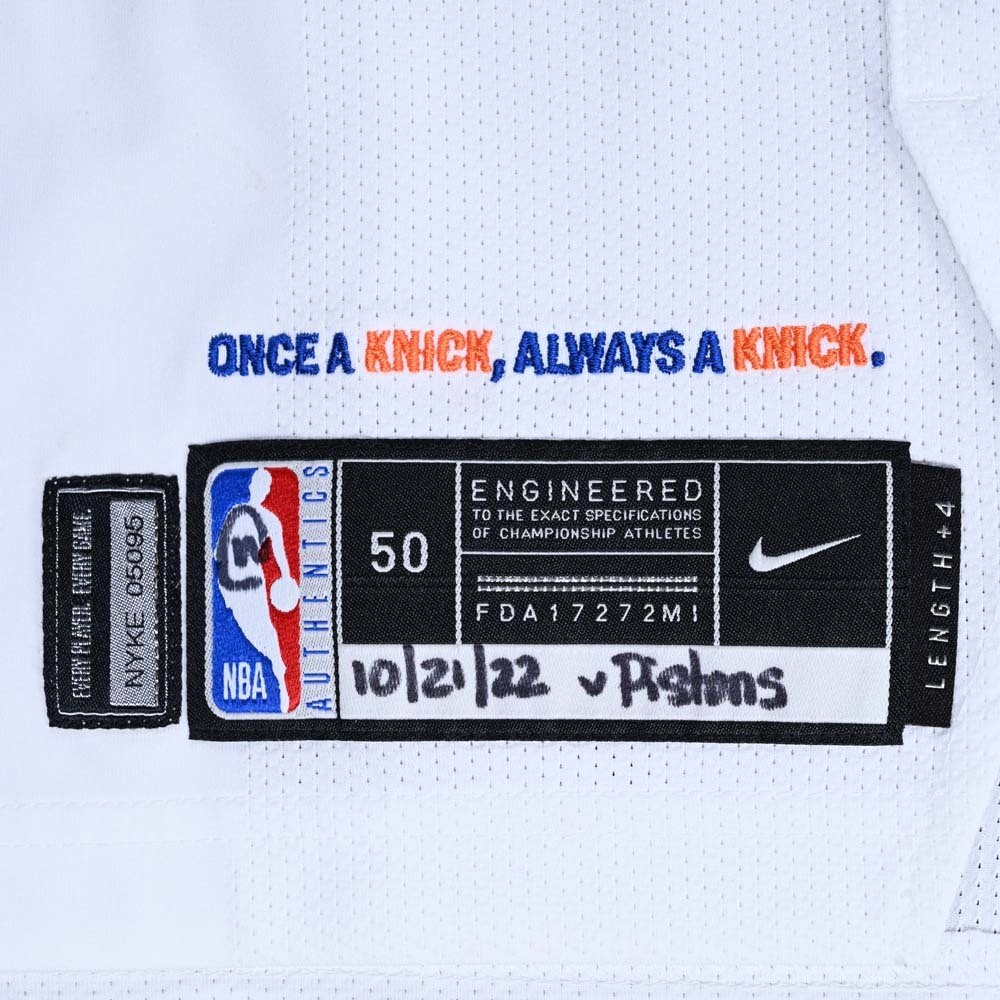 ONCE A KNICK, ALWAYS A KNICK.
EVERY PLAYER. EVERY GAME.
NYKE 05095
NBA
AUTHENTICS
50
ENGINEERED
TO THE EXACT SPECIFICATIONS
OF CHAMPIONSHIP ATHLETES
FDA17272MI
LENGTH+4
10/21/22 v Pistons